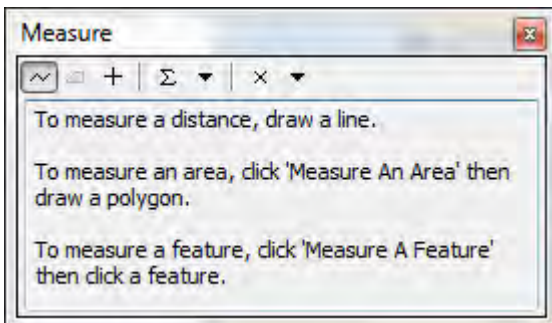 Measure
To measure a distance, draw a line.
To measure an area, click 'Measure An Area' then
draw a polygon.
To measure a feature, click 'Measure A Feature'
then click a feature.